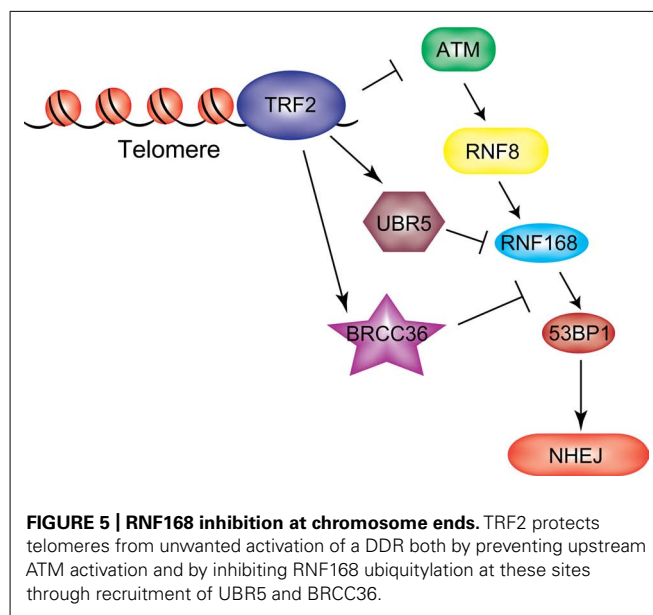 ATM
TRF2
Telomere
RNF8
UBR5
RNF168
BRCC36
53BP1
NHEJ
FIGURE 5 | RNF168 inhibition at chromosome ends. TRF2 protects
telomeres from unwanted activation of a DDR both by preventing upstream
ATM activation and by inhibiting RNF168 ubiquitylation at these sites
through recruitment of UBR5 and BRCC36.